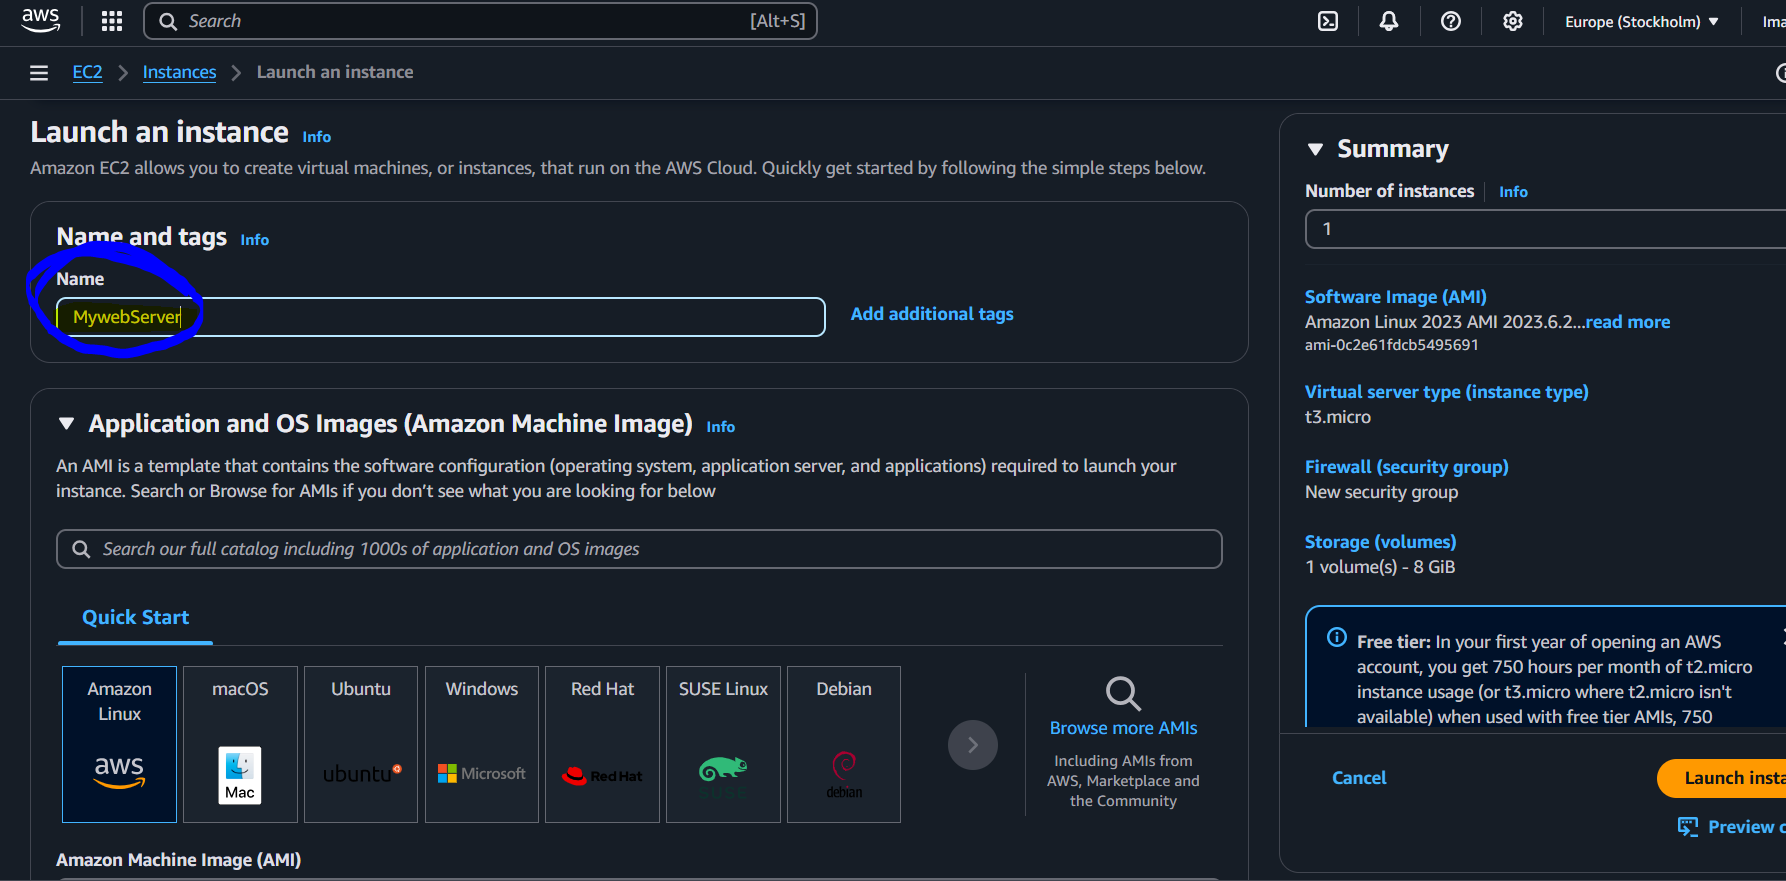 aws
Search [Alt+S]
Europe (Stockholm)
EC2 Instances Launch an instance
Launch an instance Info
Amazon EC2 allows you to create virtual machines, or instances, that run on the AWS Cloud. Quickly get started by following the simple steps below.
Name and tags Info
Name
MywebServer
Add additional tags
Application and OS Images (Amazon Machine Image) Info
An AMI is a template that contains the software configuration (operating system, application server, and applications) required to launch your
instance. Search or Browse for AMIs if you don’t see what you are looking for below
Search our full catalog including 1000s of application and OS images
Quick Start
Amazon
Linux
aws
macOS
Mac
Ubuntu
ubuntu
Windows
Microsoft
Red Hat
Red Hat
SUSE Linux
SUSE
Debian
debian
Browse more AMIs
Including AMIs from
AWS, Marketplace and
the Community
Amazon Machine Image (AMI)
Summary
Number of instances Info
1
Software Image (AMI)
Amazon Linux 2023 AMI 2023.6.2...read more
ami-0c2e61fdcb5495691
Virtual server type (instance type)
t3.micro
Firewall (security group)
New security group
Storage (volumes)
1 volume(s) - 8 GiB
Free tier: In your first year of opening an AWS
account, you get 750 hours per month of t2.micro
instance usage (or t3.micro where t2.micro isn't
available) when used with free tier AMIs, 750
Cancel
Launch
Preview